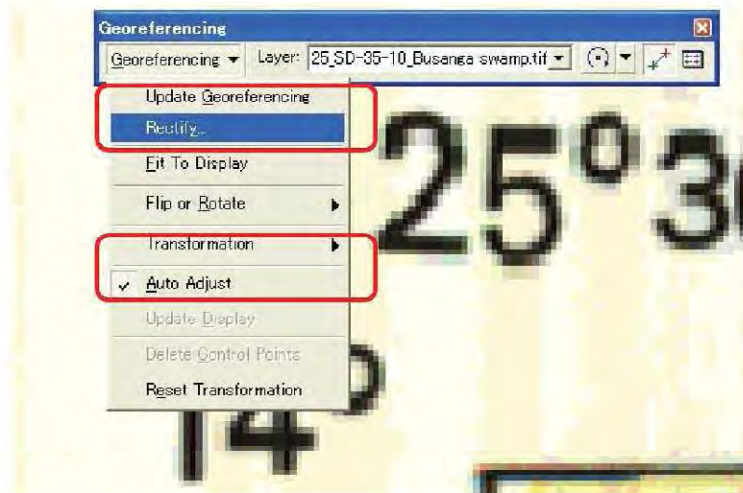 Georeferencing
Georeferencing Layer: 25_SD-35-10_Busanga swamp.tif
Update Georeferencing
Rectify...
Fit To Display
Flip or Rotate
Transformation
Auto Adjust
Update Display
Delete Control Points
Reset Transformation
25°30
14°